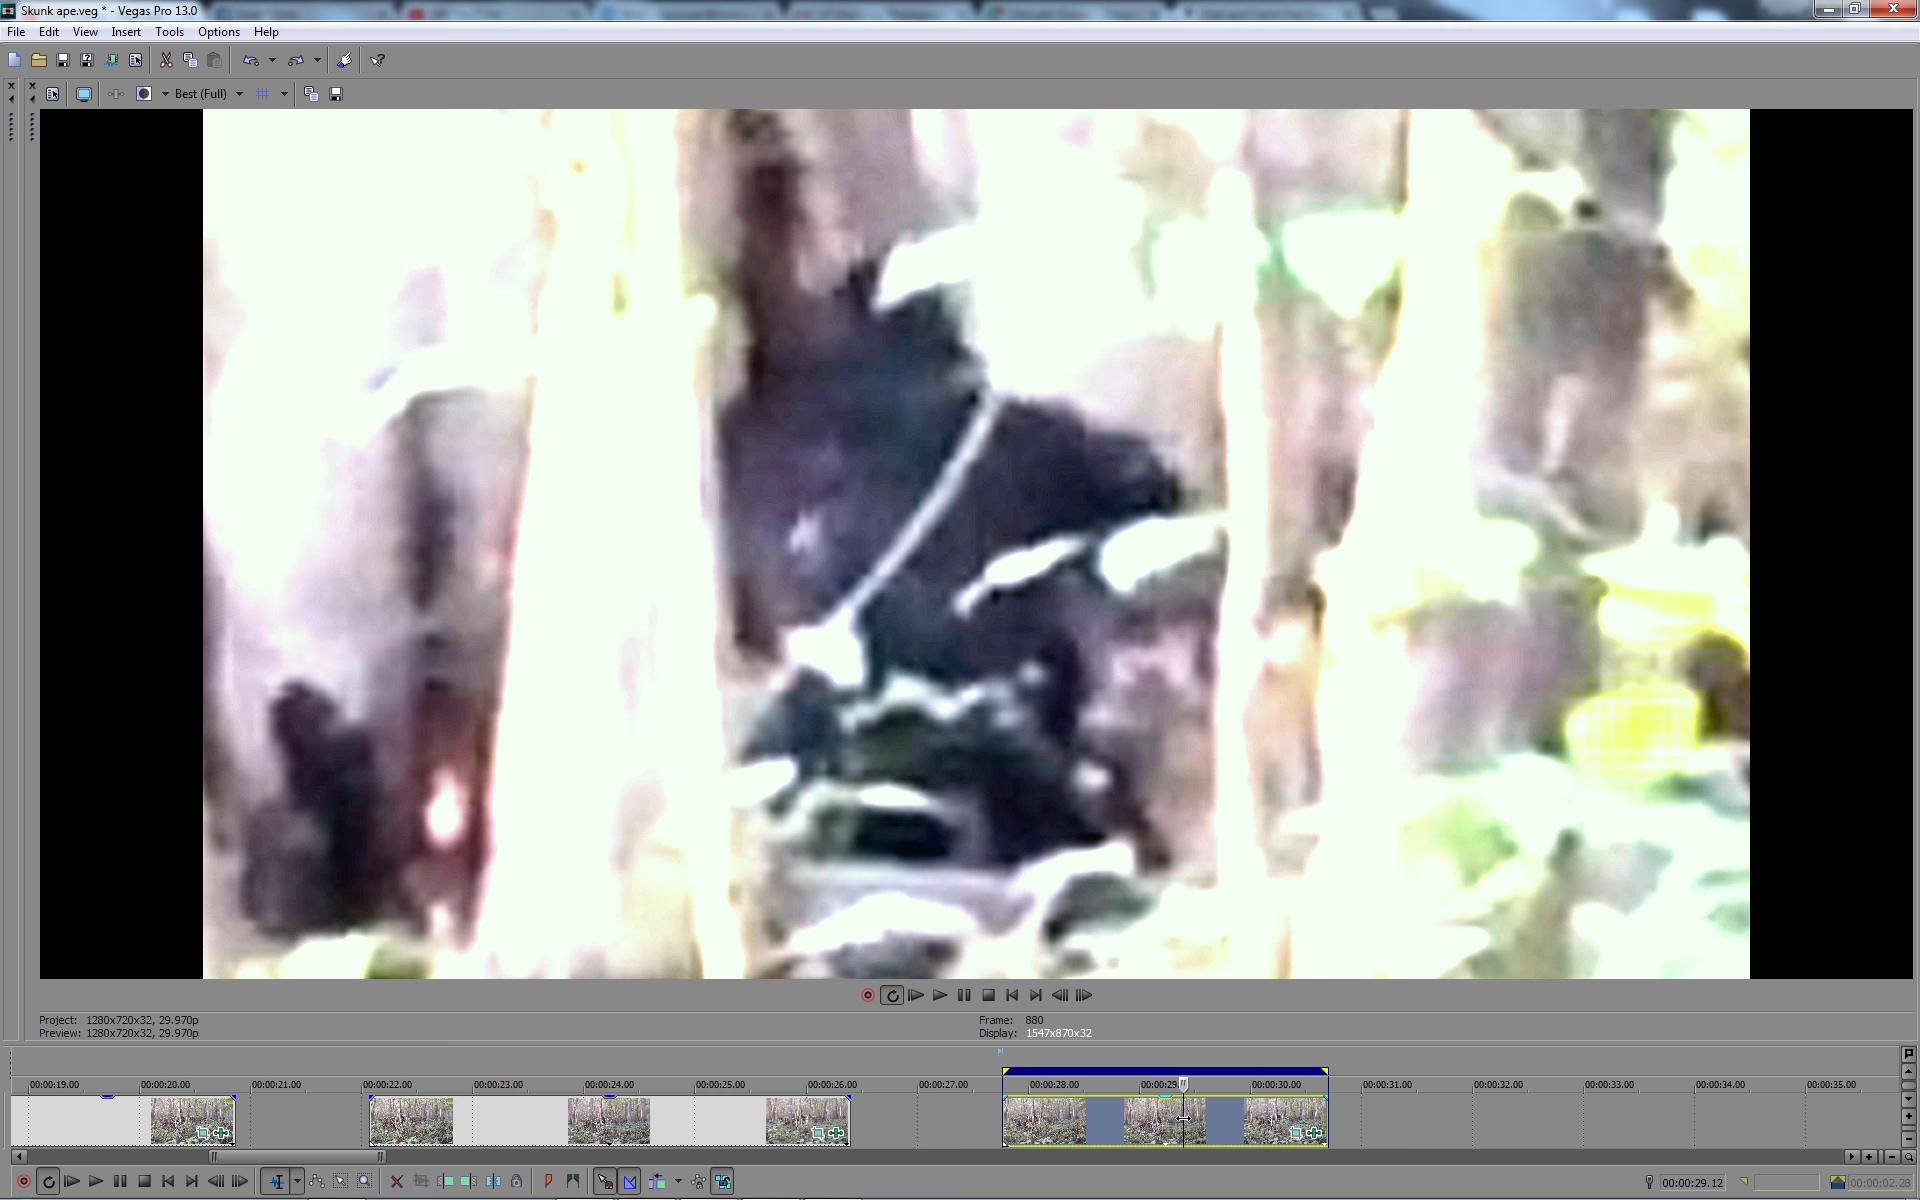 Skunk ape.veg * - Vegas Pro 13.0
File Edit View Insert Tools Options Help
Best (Full)
Project: 1280x720x32, 29.970p
Preview: 1280x720x32, 29.970p
Frame: 880
Display: 1547x870x32
00:00:19.00 00:00:20.00 00:00:21.00 00:00:22.00 00:00:23.00 00:00:24.00 00:00:25.00 00:00:26.00 00:00:27.00 00:00:28.00 00:00:29. 00:00:30.00 00:00:31.00 00:00:32.00 00:00:33.00 00:00:34.00 00:00:35.00
00:00:29.12 00:00:02.28